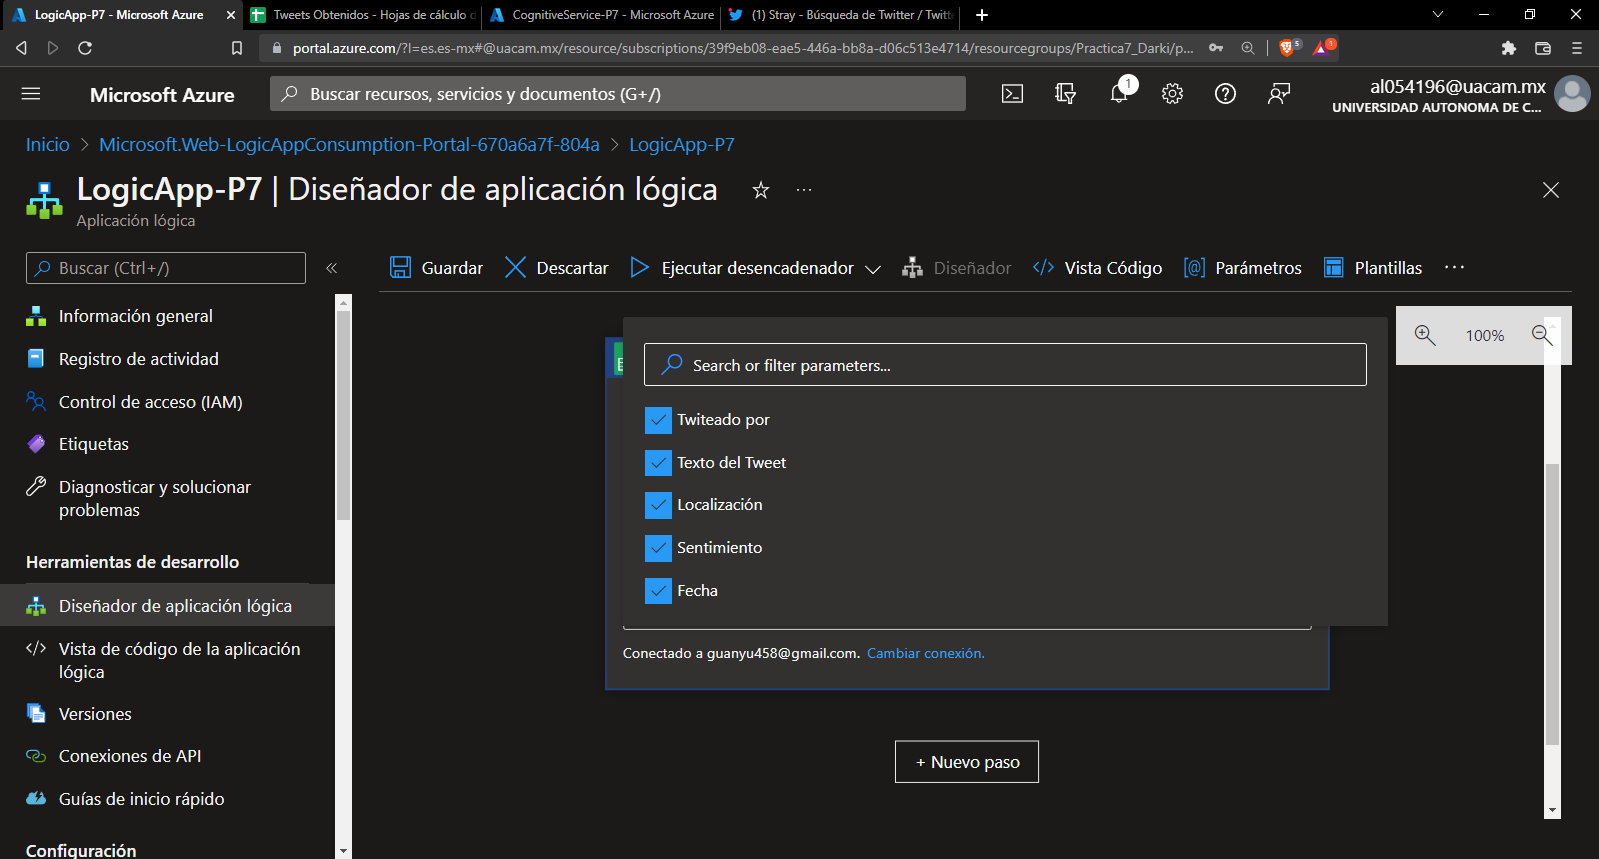 LogicApp-P7 - Microsoft Azure
Tweets Obtenidos - Hojas de cálculo d
CognitiveService-P7 - Microsoft Azure
(1) Stray - Búsqueda de Twitter / Twitte
portal.azure.com/?l=es.es-mx#@uacam.mx/resource/subscriptions/39f9eb08-eae5-446a-bb8a-d06c513e4714/resourcegroups/Practica7_Darki/p...
5
1
Microsoft Azure
Buscar recursos, servicios y documentos (G+/)
1
al054196@uacam.mx
UNIVERSIDAD AUTONOMA DE C...
Inicio > Microsoft.Web-LogicAppConsumption-Portal-670a6a7f-804a > LogicApp-P7
LogicApp-P7 | Diseñador de aplicación lógica
Aplicación lógica
Buscar (Ctrl+/)
Guardar
Descartar
Ejecutar desencadenador
Diseñador
Vista Código
Parámetros
Plantillas
Información general
Registro de actividad
Control de acceso (IAM)
Etiquetas
Diagnosticar y solucionar
problemas
Herramientas de desarrollo
Diseñador de aplicación lógica
Vista de código de la aplicación
lógica
Versiones
Conexiones de API
Guías de inicio rápido
Configuración
100%
Search or filter parameters...
Twiteado por
Texto del Tweet
Localización
Sentimiento
Fecha
Conectado a guanyu458@gmail.com. Cambiar conexión.
+ Nuevo paso